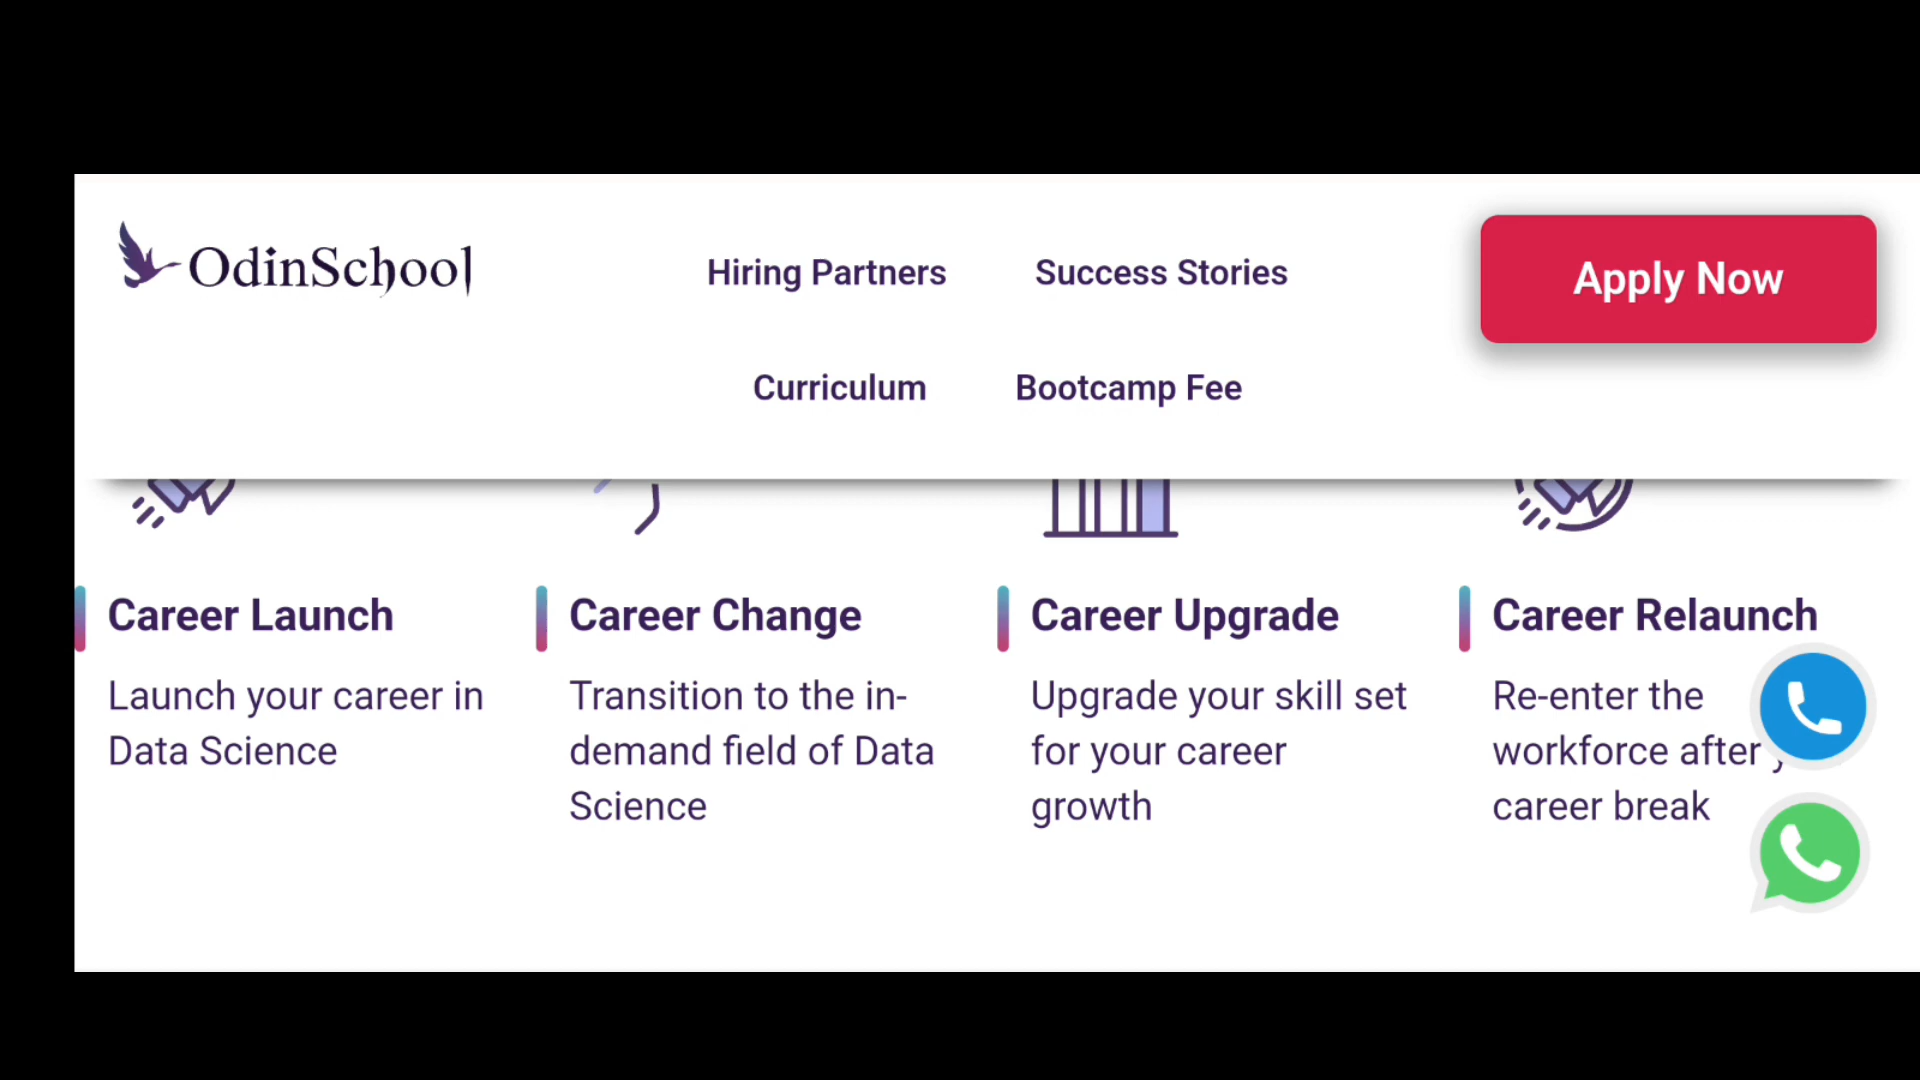 OdinSchool
Hiring Partners
Success Stories
Apply Now
Curriculum
Bootcamp Fee
Career Launch
Launch your career in
Data Science
Career Change
Transition to the in-
demand field of Data
Science
Career Upgrade
Upgrade your skill set
for your career
growth
Career Relaunch
Re-enter the
workforce after
career break